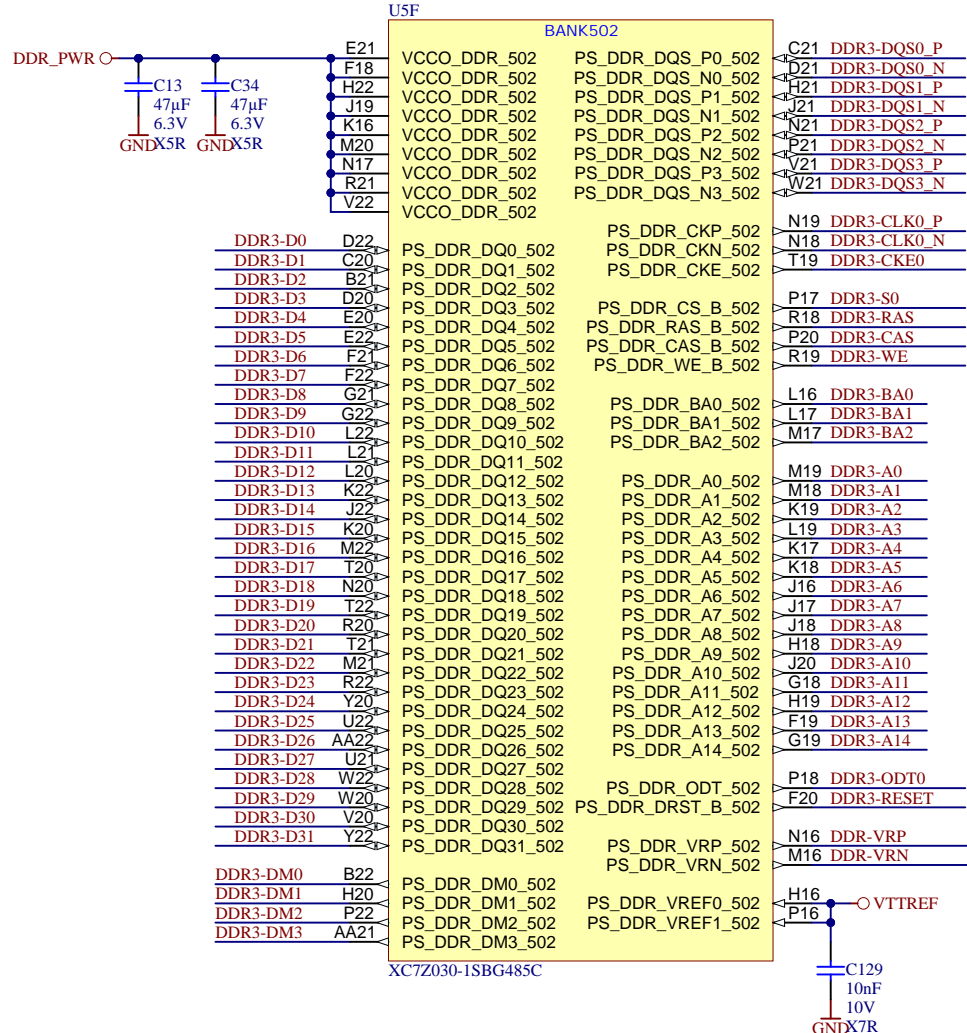 U5F
BANK502
DDR_PWR
C13
47µF
6.3V
X5R
GND
C34
47µF
6.3V
X5R
GND
E21 VCCO_DDR_502
F18 VCCO_DDR_502
H22 VCCO_DDR_502
J19 VCCO_DDR_502
K16 VCCO_DDR_502
M20 VCCO_DDR_502
N17 VCCO_DDR_502
R21 VCCO_DDR_502
V22 VCCO_DDR_502
DDR3-D0 D22 PS_DDR_DQ0_502
DDR3-D1 C20 PS_DDR_DQ1_502
DDR3-D2 B21 PS_DDR_DQ2_502
DDR3-D3 D20 PS_DDR_DQ3_502
DDR3-D4 E20 PS_DDR_DQ4_502
DDR3-D5 E22 PS_DDR_DQ5_502
DDR3-D6 F21 PS_DDR_DQ6_502
DDR3-D7 F22 PS_DDR_DQ7_502
DDR3-D8 G21 PS_DDR_DQ8_502
DDR3-D9 G22 PS_DDR_DQ9_502
DDR3-D10 L22 PS_DDR_DQ10_502
DDR3-D11 L21 PS_DDR_DQ11_502
DDR3-D12 L20 PS_DDR_DQ12_502
DDR3-D13 K22 PS_DDR_DQ13_502
DDR3-D14 J22 PS_DDR_DQ14_502
DDR3-D15 K20 PS_DDR_DQ15_502
DDR3-D16 M22 PS_DDR_DQ16_502
DDR3-D17 T20 PS_DDR_DQ17_502
DDR3-D18 N20 PS_DDR_DQ18_502
DDR3-D19 T22 PS_DDR_DQ19_502
DDR3-D20 R20 PS_DDR_DQ20_502
DDR3-D21 T21 PS_DDR_DQ21_502
DDR3-D22 M21 PS_DDR_DQ22_502
DDR3-D23 R22 PS_DDR_DQ23_502
DDR3-D24 Y20 PS_DDR_DQ24_502
DDR3-D25 U22 PS_DDR_DQ25_502
DDR3-D26 AA22 PS_DDR_DQ26_502
DDR3-D27 U21 PS_DDR_DQ27_502
DDR3-D28 W22 PS_DDR_DQ28_502
DDR3-D29 W20 PS_DDR_DQ29_502
DDR3-D30 V20 PS_DDR_DQ30_502
DDR3-D31 Y22 PS_DDR_DQ31_502
DDR3-DM0 B22 PS_DDR_DM0_502
DDR3-DM1 H20 PS_DDR_DM1_502
DDR3-DM2 P22 PS_DDR_DM2_502
DDR3-DM3 AA21 PS_DDR_DM3_502
PS_DDR_DQS_P0_502 C21 DDR3-DQS0_P
PS_DDR_DQS_N0_502 D21 DDR3-DQS0_N
PS_DDR_DQS_P1_502 H21 DDR3-DQS1_P
PS_DDR_DQS_N1_502 J21 DDR3-DQS1_N
PS_DDR_DQS_P2_502 N21 DDR3-DQS2_P
PS_DDR_DQS_N2_502 P21 DDR3-DQS2_N
PS_DDR_DQS_P3_502 V21 DDR3-DQS3_P
PS_DDR_DQS_N3_502 W21 DDR3-DQS3_N
PS_DDR_CKP_502 N19 DDR3-CLK0_P
PS_DDR_CKN_502 N18 DDR3-CLK0_N
PS_DDR_CKE_502 T19 DDR3-CKE0
PS_DDR_CS_B_502 P17 DDR3-S0
PS_DDR_RAS_B_502 R18 DDR3-RAS
PS_DDR_CAS_B_502 P20 DDR3-CAS
PS_DDR_WE_B_502 R19 DDR3-WE
PS_DDR_BA0_502 L16 DDR3-BA0
PS_DDR_BA1_502 L17 DDR3-BA1
PS_DDR_BA2_502 M17 DDR3-BA2
PS_DDR_A0_502 M19 DDR3-A0
PS_DDR_A1_502 M18 DDR3-A1
PS_DDR_A2_502 K19 DDR3-A2
PS_DDR_A3_502 L19 DDR3-A3
PS_DDR_A4_502 K17 DDR3-A4
PS_DDR_A5_502 K18 DDR3-A5
PS_DDR_A6_502 J16 DDR3-A6
PS_DDR_A7_502 J17 DDR3-A7
PS_DDR_A8_502 J18 DDR3-A8
PS_DDR_A9_502 H18 DDR3-A9
PS_DDR_A10_502 J20 DDR3-A10
PS_DDR_A11_502 G18 DDR3-A11
PS_DDR_A12_502 H19 DDR3-A12
PS_DDR_A13_502 F19 DDR3-A13
PS_DDR_A14_502 G19 DDR3-A14
PS_DDR_ODT_502 P18 DDR3-ODT0
PS_DDR_DRST_B_502 F20 DDR3-RESET
PS_DDR_VRP_502 N16 DDR-VRP
PS_DDR_VRN_502 M16 DDR-VRN
PS_DDR_VREF0_502 H16 VTTREF
PS_DDR_VREF1_502 P16
XC7Z030-1SBG485C
C129
10nF
10V
X7R
GND